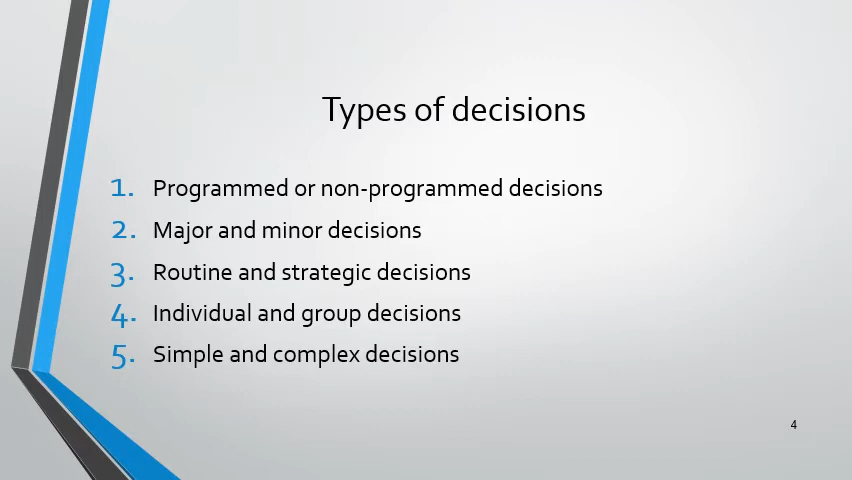 Types of decisions
1. Programmed or non-programmed decisions
2. Major and minor decisions
3. Routine and strategic decisions
4. Individual and group decisions
5. Simple and complex decisions
4